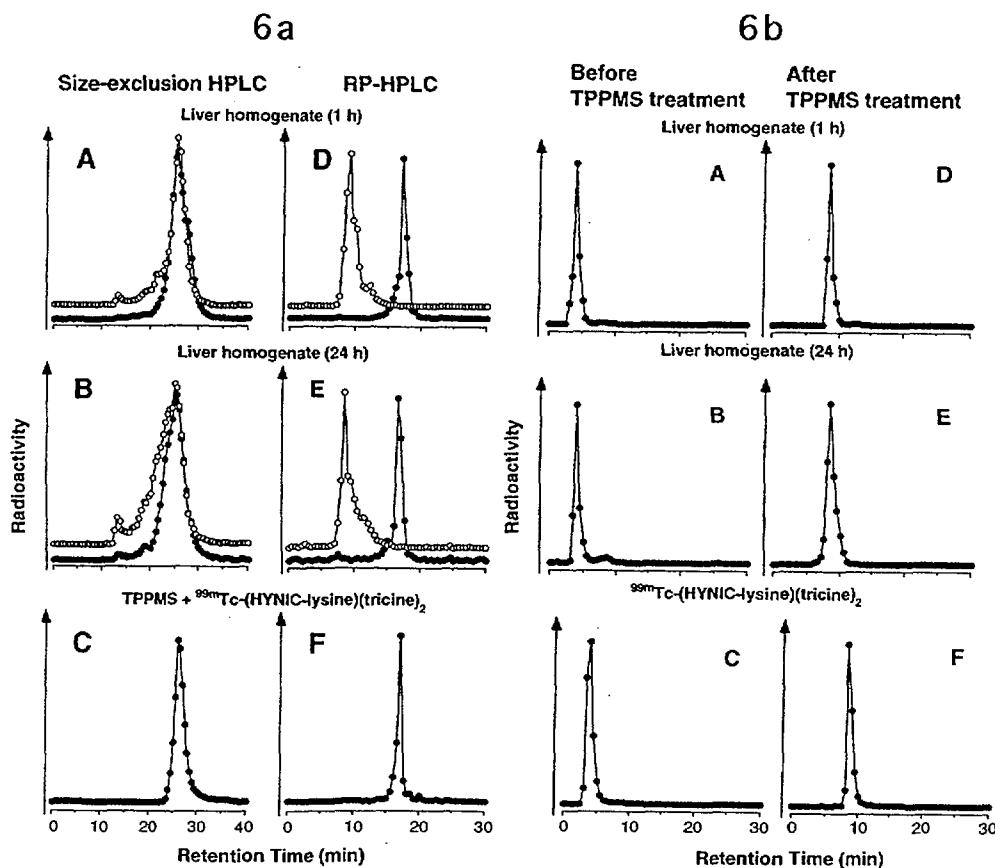 6a
6b
Size-exclusion HPLC
RP-HPLC
Before
TPPMS treatment
After
TPPMS treatment
Liver homogenate (1 h)
Liver homogenate (1 h)
A
D
A
D
Liver homogenate (24 h)
Liver homogenate (24 h)
B
E
B
E
Radioactivity
Radioactivity
TPPMS + ⁹⁹ᵐTc-(HYNIC-lysine)(tricine)₂
⁹⁹ᵐTc-(HYNIC-lysine)(tricine)₂
C
F
C
F
0 10 20 30 40
0 10 20 30
0 10 20 30
0 10 20 30
Retention Time (min)
Retention Time (min)